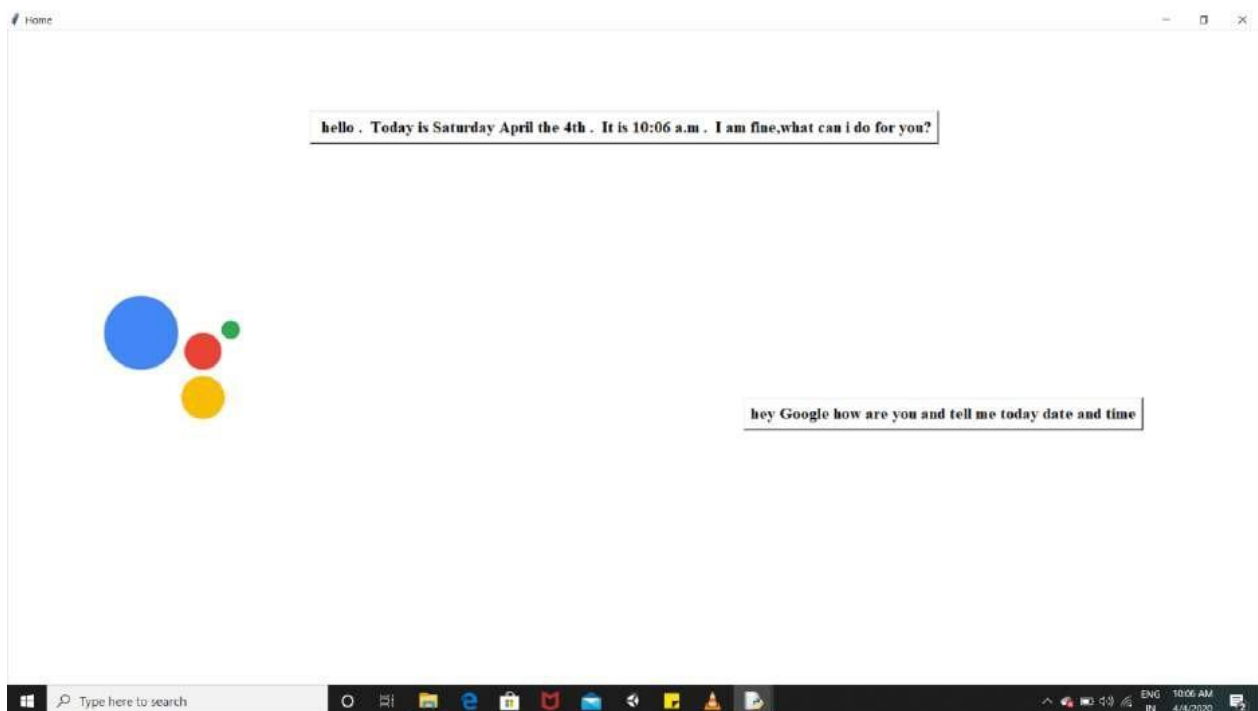 Home
hello .  Today is Saturday April the 4th .  It is 10:06 a.m .  I am fine,what can i do for you?
hey Google how are you and tell me today date and time
Type here to search
ENG
10:06 AM
IN
4/4/2020